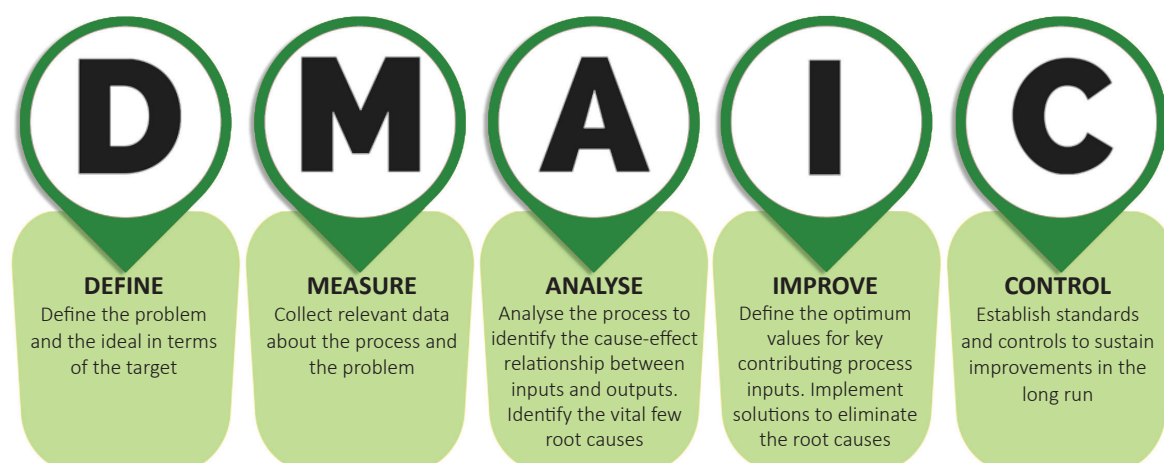 D
M
A
I
C
DEFINE
Define the problem
and the ideal in terms
of the target
MEASURE
Collect relevant data
about the process and
the problem
ANALYSE
Analyse the process to
identify the cause-effect
relationship between
inputs and outputs.
Identify the vital few
root causes
IMPROVE
Define the optimum
values for key
contributing process
inputs. Implement
solutions to eliminate
the root causes
CONTROL
Establish standards
and controls to sustain
improvements in the
long run